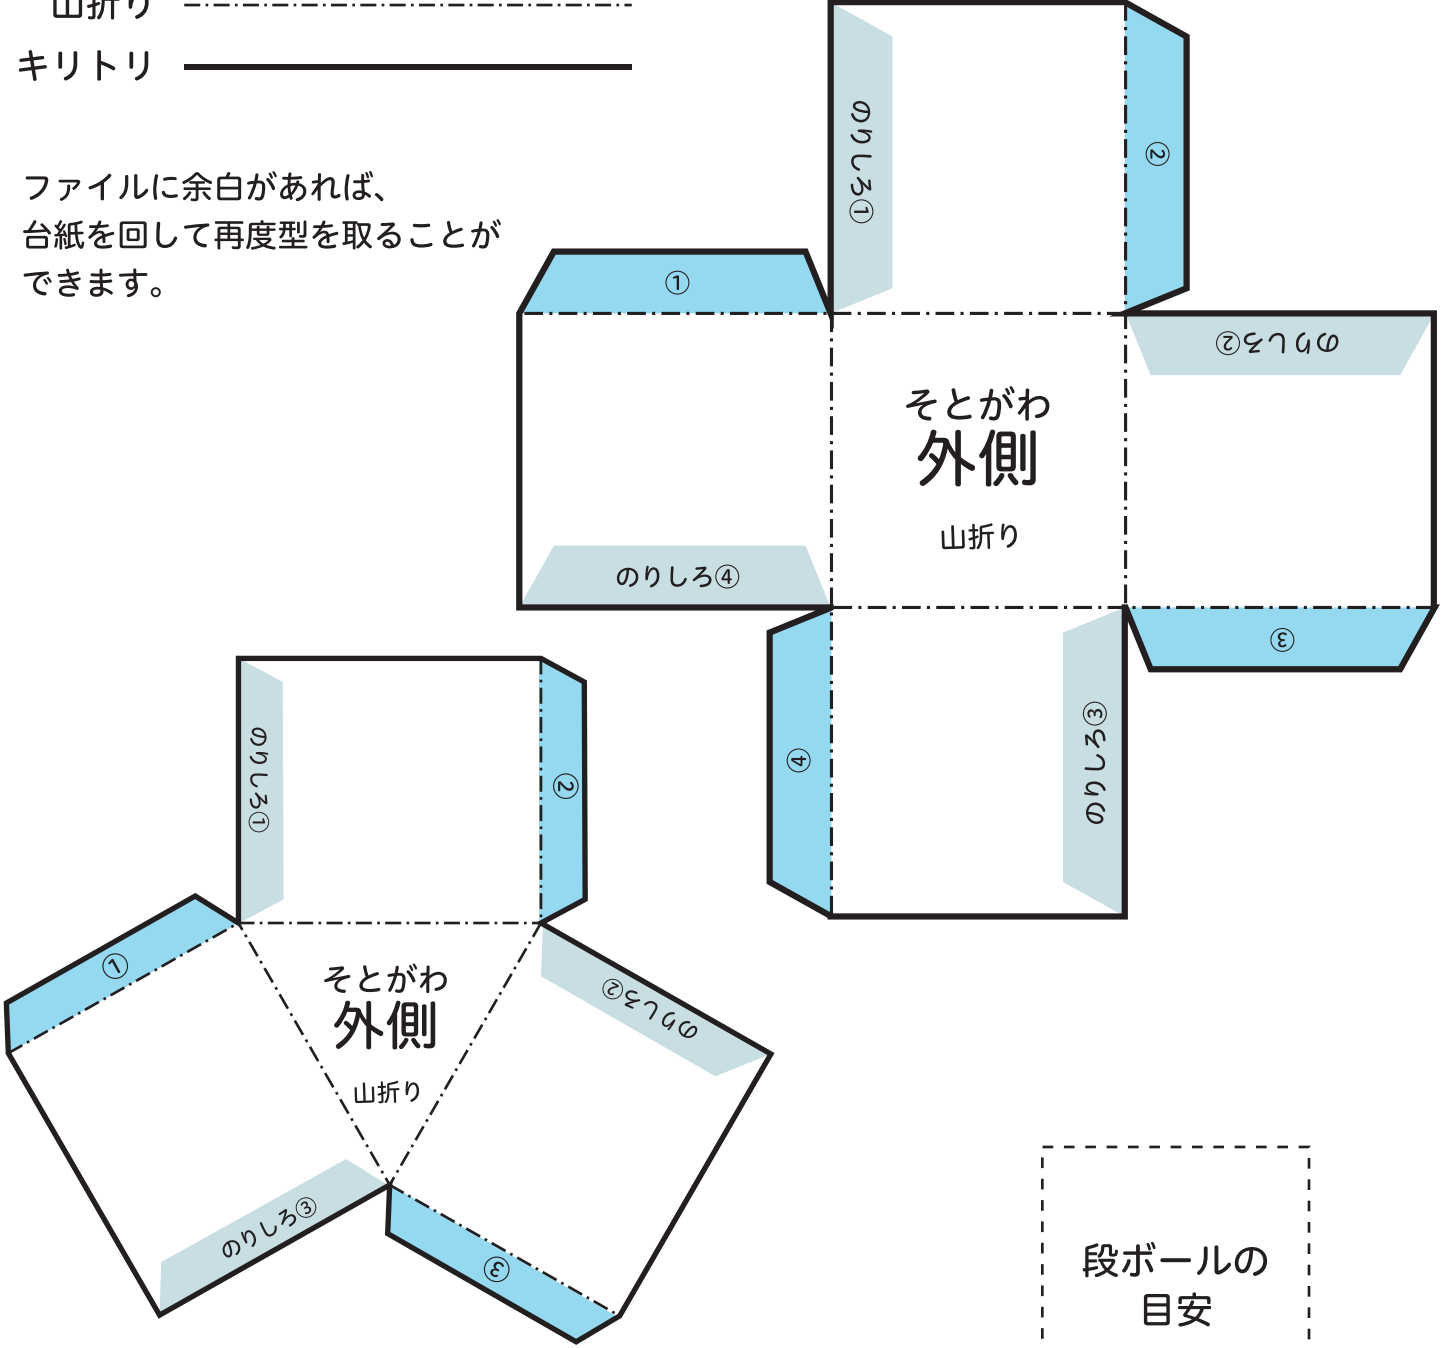 山折り
キリトリ
ファイルに余白があれば、
台紙を回して再度型を取ることが
できます。
のりしろ①
②
①
のりしろ②
そとがわ
外側
山折り
のりしろ④
③
④
のりしろ③
のりしろ①
②
①
そとがわ
外側
山折り
のりしろ②
のりしろ③
③
段ボールの
目安